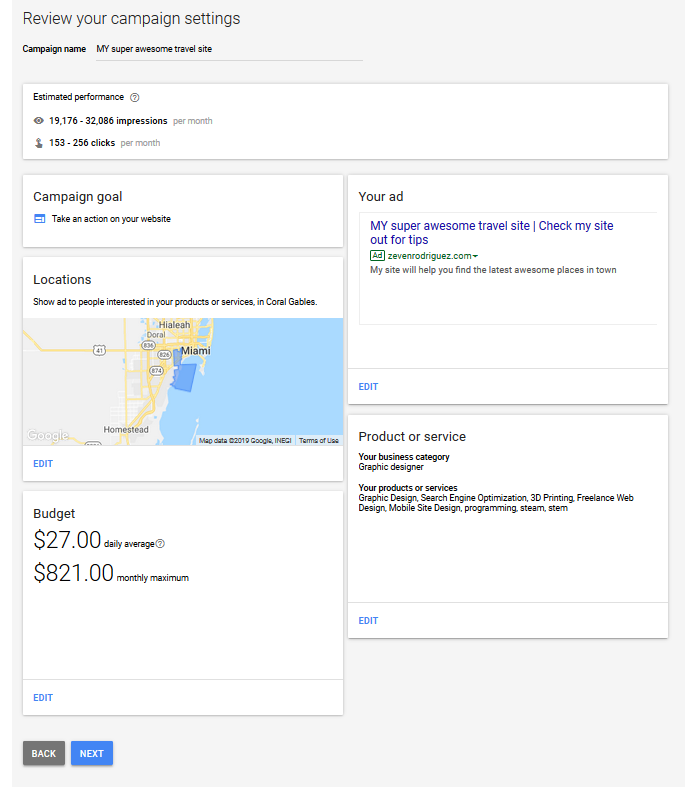 Review your campaign settings
Campaign name MY super awesome travel site
Estimated performance
19,176 - 32,086 impressions per month
153 - 256 clicks per month
Campaign goal
Take an action on your website
Locations
Show ad to people interested in your products or services, in Coral Gables.
Hialeah
Doral
836
41
826
Miami
874
Homestead
Google
Map data ©2019 Google, INEGI Terms of Use
EDIT
Budget
$27.00 daily average
$821.00 monthly maximum
EDIT
Your ad
MY super awesome travel site | Check my site
out for tips
Ad zevenrodriguez.com
My site will help you find the latest awesome places in town
EDIT
Product or service
Your business category
Graphic designer
Your products or services
Graphic Design, Search Engine Optimization, 3D Printing, Freelance Web
Design, Mobile Site Design, programming, steam, stem
EDIT
BACK NEXT